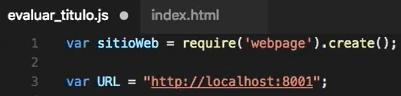 evaluar_titulo.js ● index.html
1 var sitioWeb = require('webpage').create();
2
3 var URL = "http://localhost:8001";